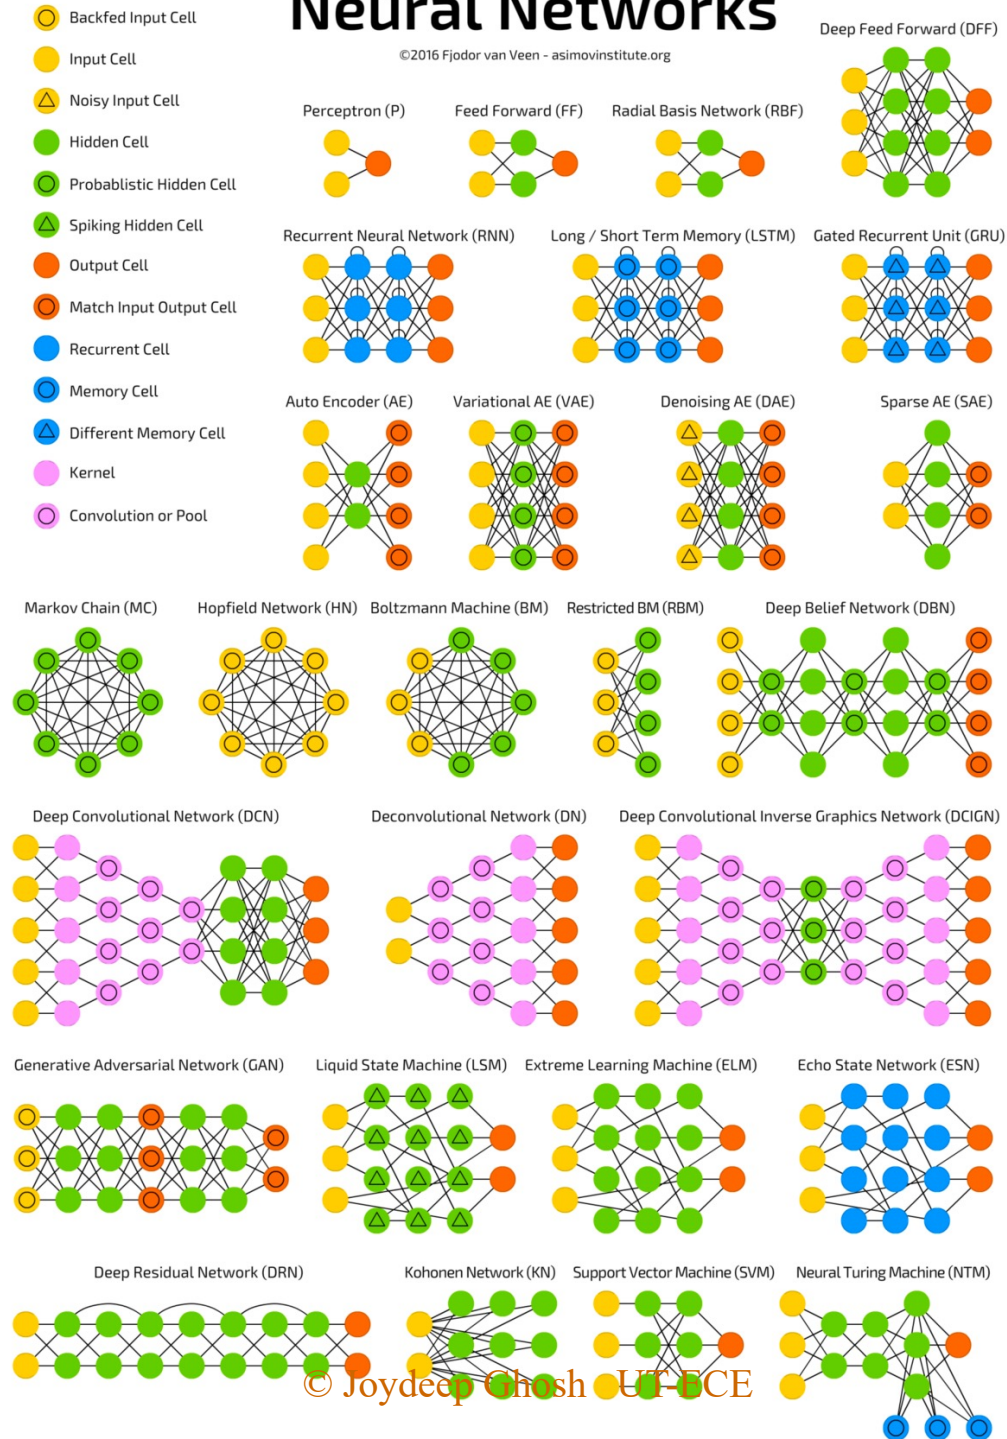 Neural Networks
©2016 Fjodor van Veen - asimovinstitute.org
Backfed Input Cell
Input Cell
Noisy Input Cell
Hidden Cell
Probablistic Hidden Cell
Spiking Hidden Cell
Output Cell
Match Input Output Cell
Recurrent Cell
Memory Cell
Different Memory Cell
Kernel
Convolution or Pool
Deep Feed Forward (DFF)
Perceptron (P)
Feed Forward (FF)
Radial Basis Network (RBF)
Recurrent Neural Network (RNN)
Long / Short Term Memory (LSTM)
Gated Recurrent Unit (GRU)
Auto Encoder (AE)
Variational AE (VAE)
Denoising AE (DAE)
Sparse AE (SAE)
Markov Chain (MC)
Hopfield Network (HN)
Boltzmann Machine (BM)
Restricted BM (RBM)
Deep Belief Network (DBN)
Deep Convolutional Network (DCN)
Deconvolutional Network (DN)
Deep Convolutional Inverse Graphics Network (DCIGN)
Generative Adversarial Network (GAN)
Liquid State Machine (LSM)
Extreme Learning Machine (ELM)
Echo State Network (ESN)
Deep Residual Network (DRN)
Kohonen Network (KN)
Support Vector Machine (SVM)
Neural Turing Machine (NTM)
© Joydeep Ghosh UT-ECE